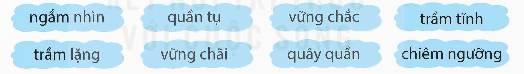 ngắm nhìn quần tụ vững chắc trầm tĩnh
trầm lặng vững chãi quây quần chiêm ngưỡng